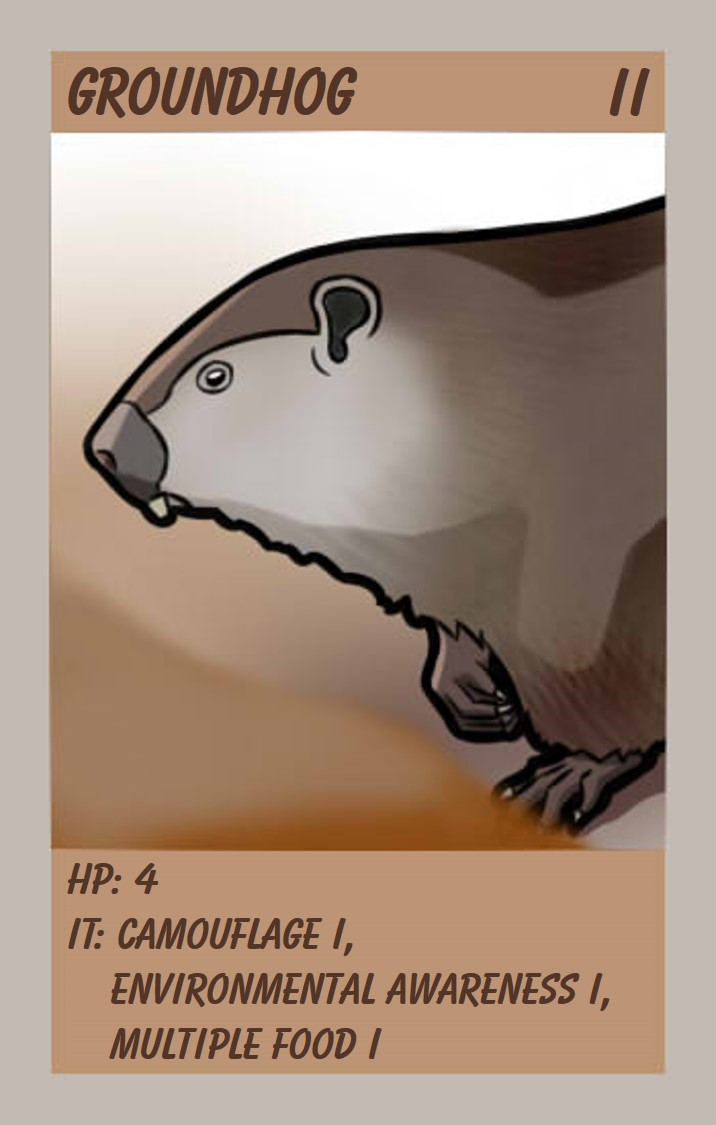 GROUNDHOG II
HP: 4
IT: CAMOUFLAGE I,
ENVIRONMENTAL AWARENESS I,
MULTIPLE FOOD I